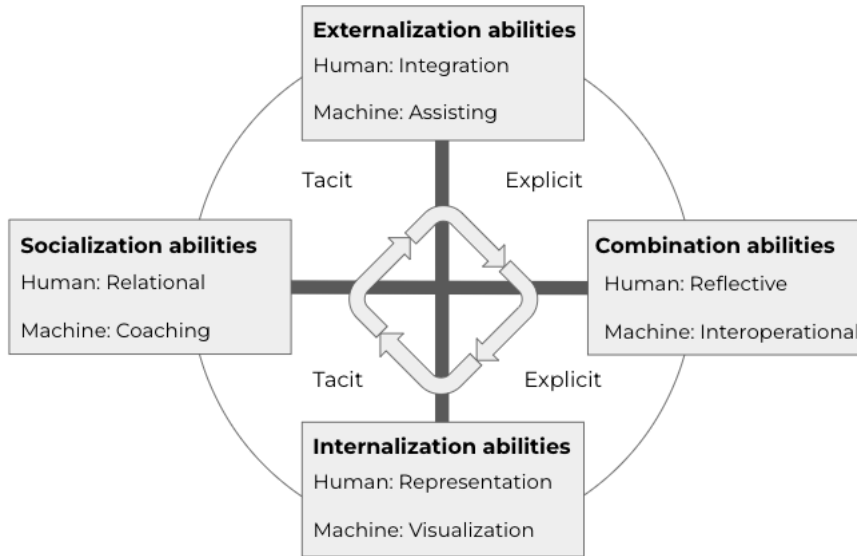 Externalization abilities
Human: Integration
Machine: Assisting
Tacit
Explicit
Socialization abilities
Human: Relational
Machine: Coaching
Combination abilities
Human: Reflective
Machine: Interoperational
Tacit
Explicit
Internalization abilities
Human: Representation
Machine: Visualization